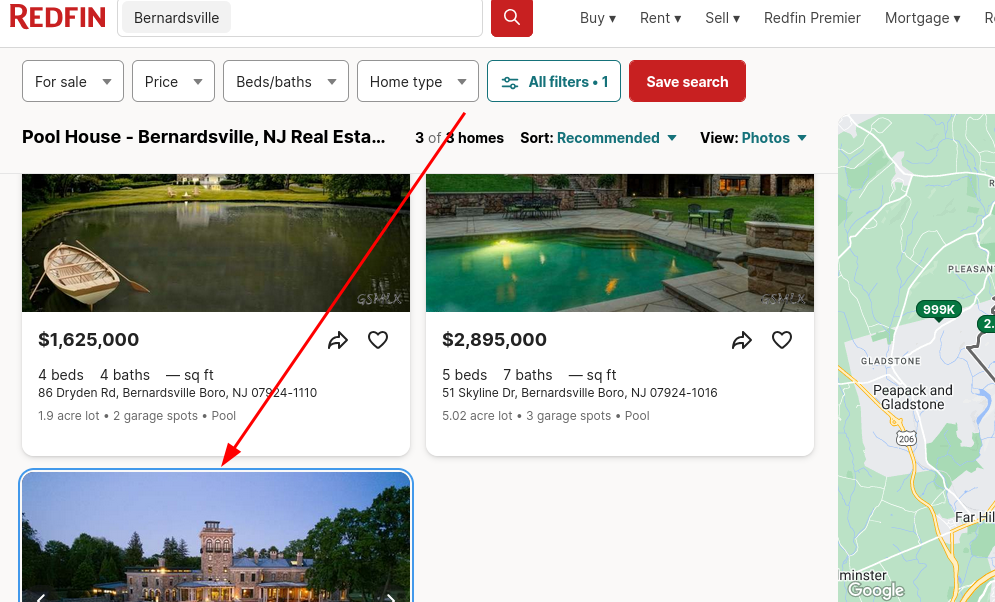 REDFIN
Bernardsville
Buy ▾ Rent ▾ Sell ▾ Redfin Premier Mortgage ▾
For sale Price Beds/baths Home type All filters • 1 Save search
Pool House - Bernardsville, NJ Real Esta... 3 of 3 homes Sort: Recommended View: Photos
GSMLS GSMLS
$1,625,000
4 beds 4 baths — sq ft
86 Dryden Rd, Bernardsville Boro, NJ 07924-1110
1.9 acre lot • 2 garage spots • Pool
$2,895,000
5 beds 7 baths — sq ft
51 Skyline Dr, Bernardsville Boro, NJ 07924-1016
5.02 acre lot • 3 garage spots • Pool
PLEASAN
999K
2.
GLADSTONE
Peapack and
Gladstone
206
Far Hil
minster
Google